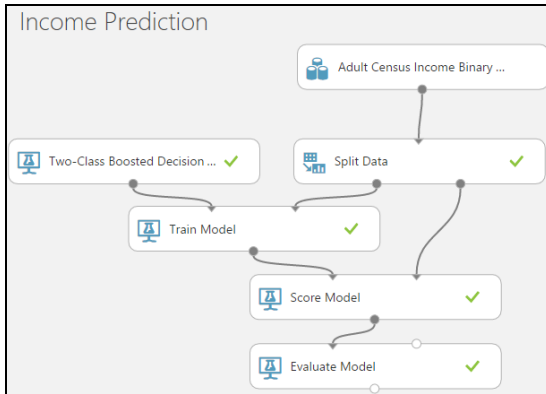 Income Prediction
Adult Census Income Binary ...
Two-Class Boosted Decision ...
Split Data
Train Model
Score Model
Evaluate Model